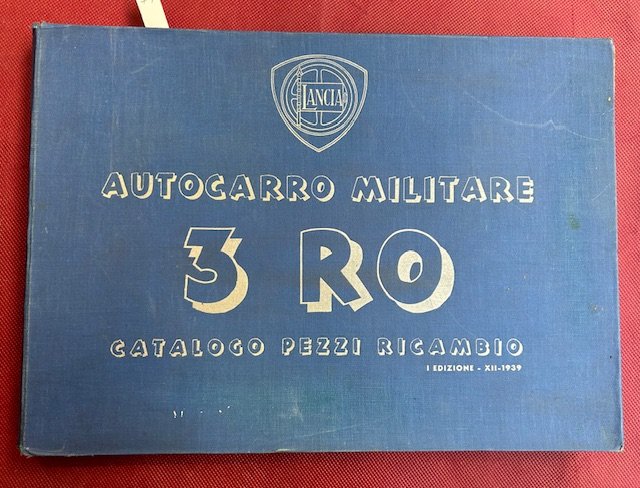 LANCIA
AUTOCARRO MILITARE
3 RO
CATALOGO PEZZI RICAMBIO
I EDIZIONE - XII-1939